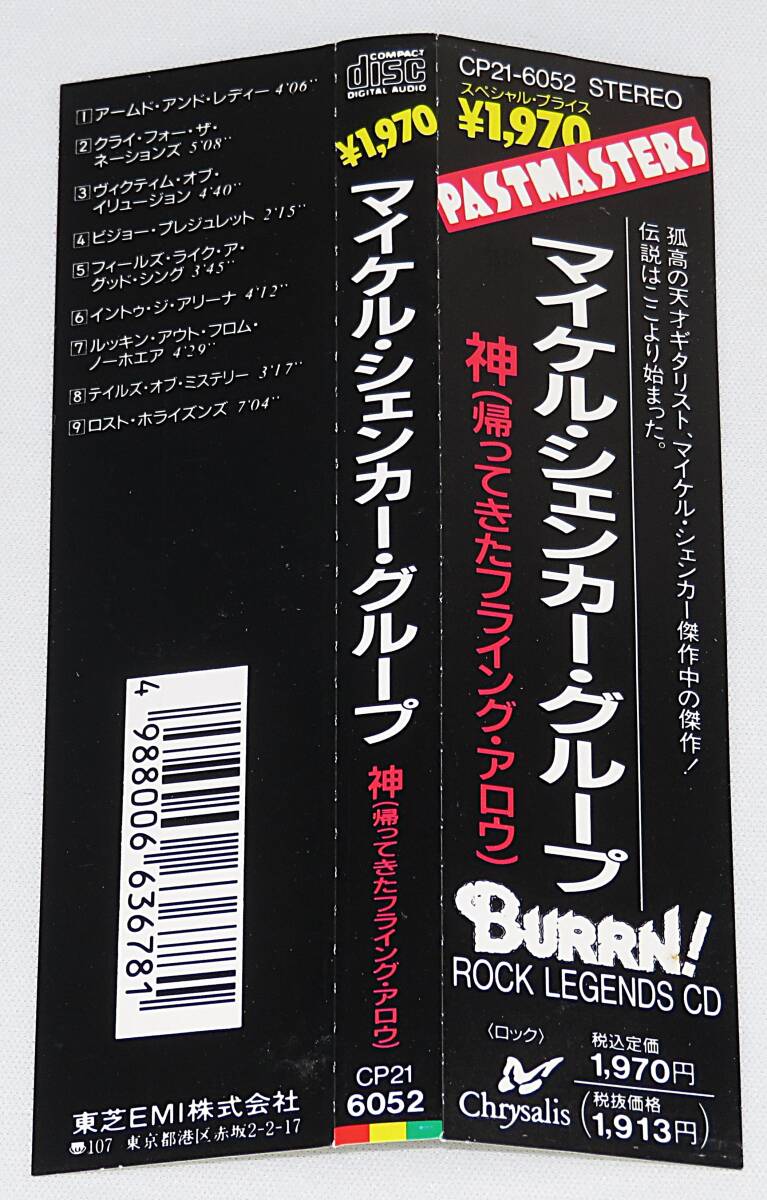 1 アームド・アンド・レディー 4'06''
2 クライ・フォー・ザ・
ネーションズ 5'08''
3 ヴィクティム・オブ・
イリュージョン 4'40''
4 ビジョー・プレジュレット 2'15''
5 フィールズ・ライク・ア・
グッド・シング 3'45''
6 イントゥ・ジ・アリーナ 4'12''
7 ルッキン・アウト・フロム・
ノーホエア 4'29''
8 テイルズ・オブ・ミステリー 3'17''
9 ロスト・ホライズンズ 7'04''
4 988006 636781
東芝EMI株式会社
107 東京都港区赤坂2-2-17
COMPACT
disc
DIGITAL AUDIO
¥1,970
マイケル・シェンカー・グループ
神(帰ってきたフライング・アロウ)
CP21
6052
CP21-6052 STEREO
スペシャル・プライス
¥1,970
PASTMASTERS
孤高の天才ギタリスト、マイケル・シェンカー傑作中の傑作!
伝説はここより始まった。
マイケル・シェンカー・グループ
神(帰ってきたフライング・アロウ)
BURRN!
ROCK LEGENDS CD
〈ロック〉
Chrysalis
税込定価
1,970円
(税抜価格
1,913円)